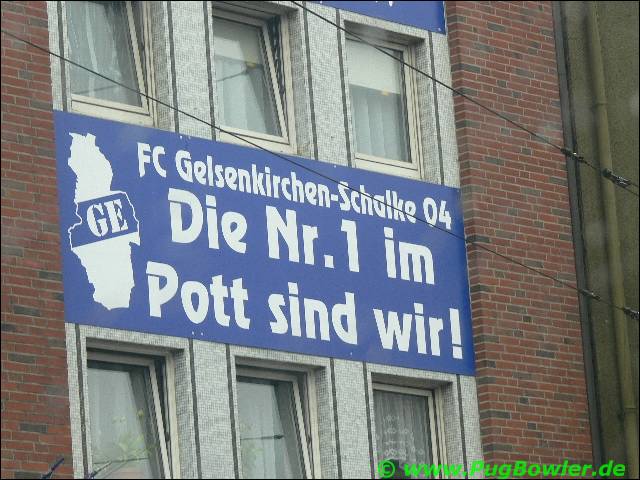 FC Gelsenkirchen-Schalke 04
GE
Die Nr. 1 im
Pott sind wir!
© www.PugBowler.de